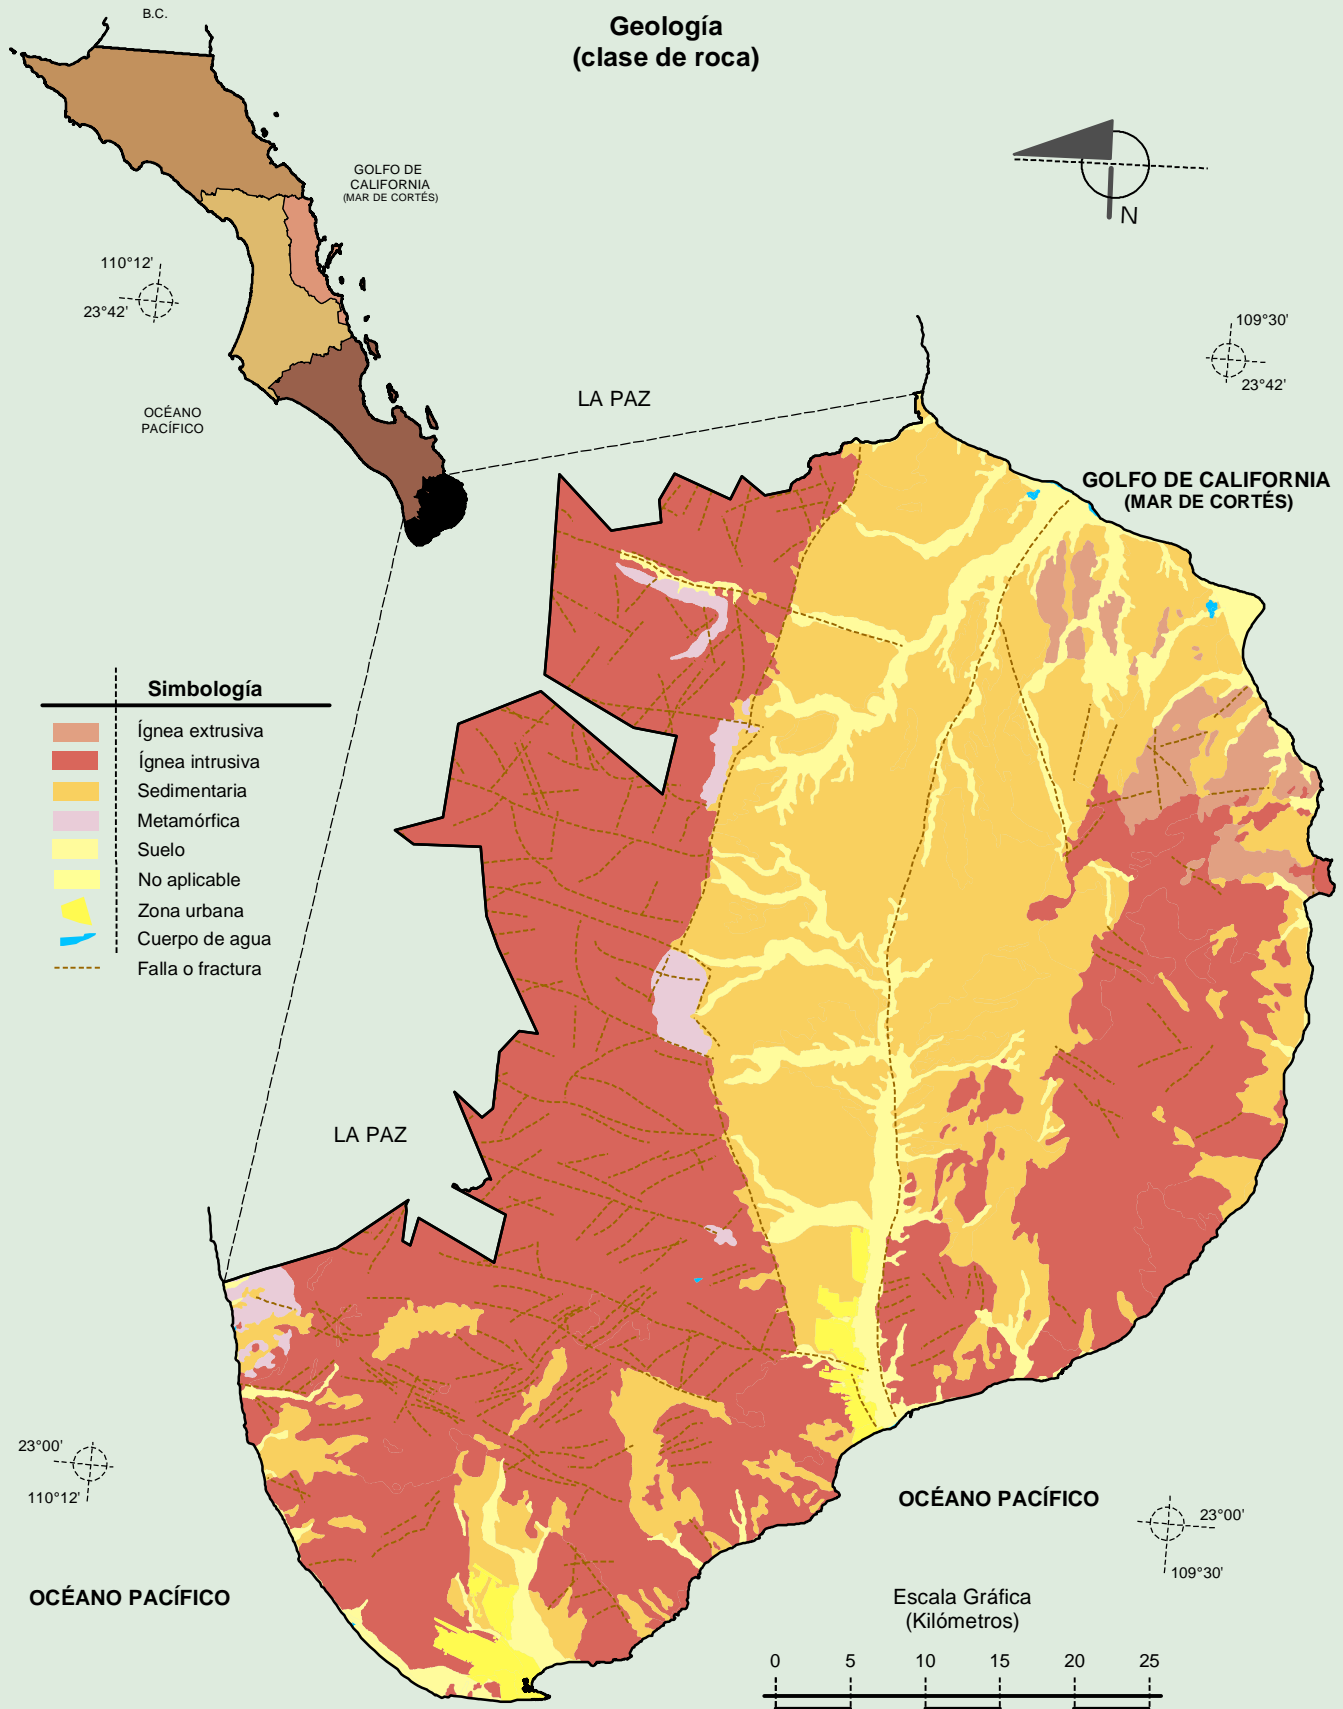 Geología
(clase de roca)
B.C.
GOLFO DE
CALIFORNIA
(MAR DE CORTÉS)
N
110°12'
23°42'
109°30'
23°42'
OCÉANO
PACÍFICO
LA PAZ
GOLFO DE CALIFORNIA
(MAR DE CORTÉS)
Simbología
Ígnea extrusiva
Ígnea intrusiva
Sedimentaria
Metamórfica
Suelo
No aplicable
Zona urbana
Cuerpo de agua
Falla o fractura
LA PAZ
23°00'
110°12'
OCÉANO PACÍFICO
23°00'
109°30'
OCÉANO PACÍFICO
Escala Gráfica
(Kilómetros)
0 5 10 15 20 25